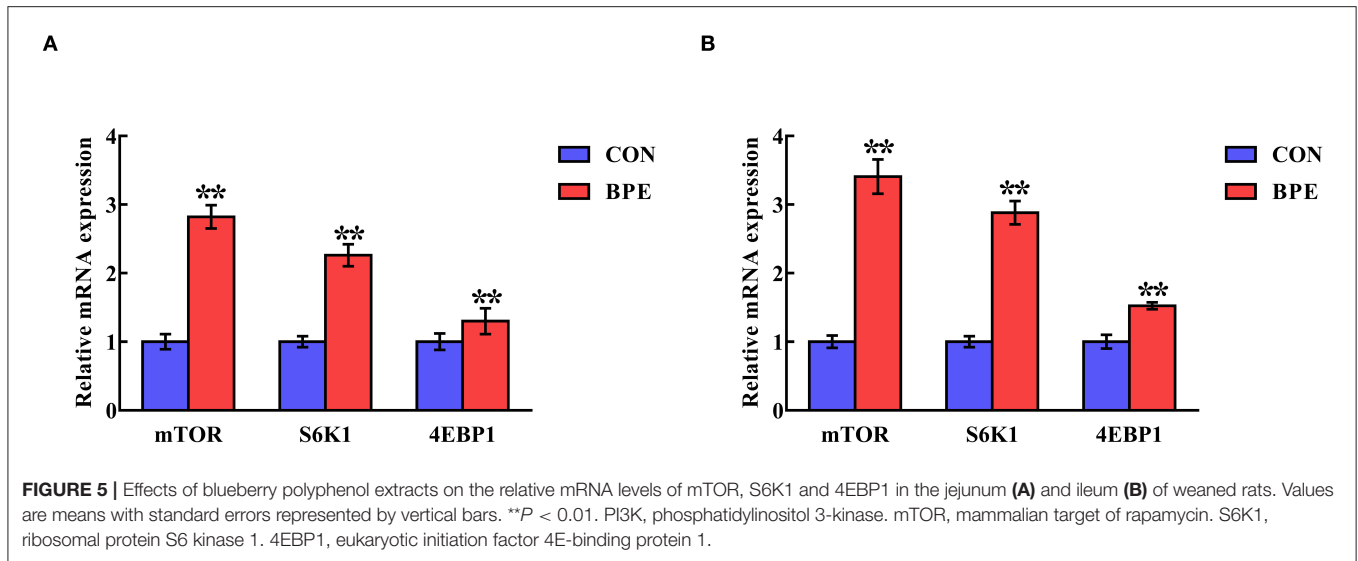 A
B
Relative mRNA expression
4
3
2
1
0
**
**
**
mTOR
S6K1
4EBP1
CON
BPE
Relative mRNA expression
4
3
2
1
0
**
**
**
mTOR
S6K1
4EBP1
CON
BPE
FIGURE 5 | Effects of blueberry polyphenol extracts on the relative mRNA levels of mTOR, S6K1 and 4EBP1 in the jejunum (A) and ileum (B) of weaned rats. Values
are means with standard errors represented by vertical bars. **P < 0.01. PI3K, phosphatidylinositol 3-kinase. mTOR, mammalian target of rapamycin. S6K1,
ribosomal protein S6 kinase 1. 4EBP1, eukaryotic initiation factor 4E-binding protein 1.